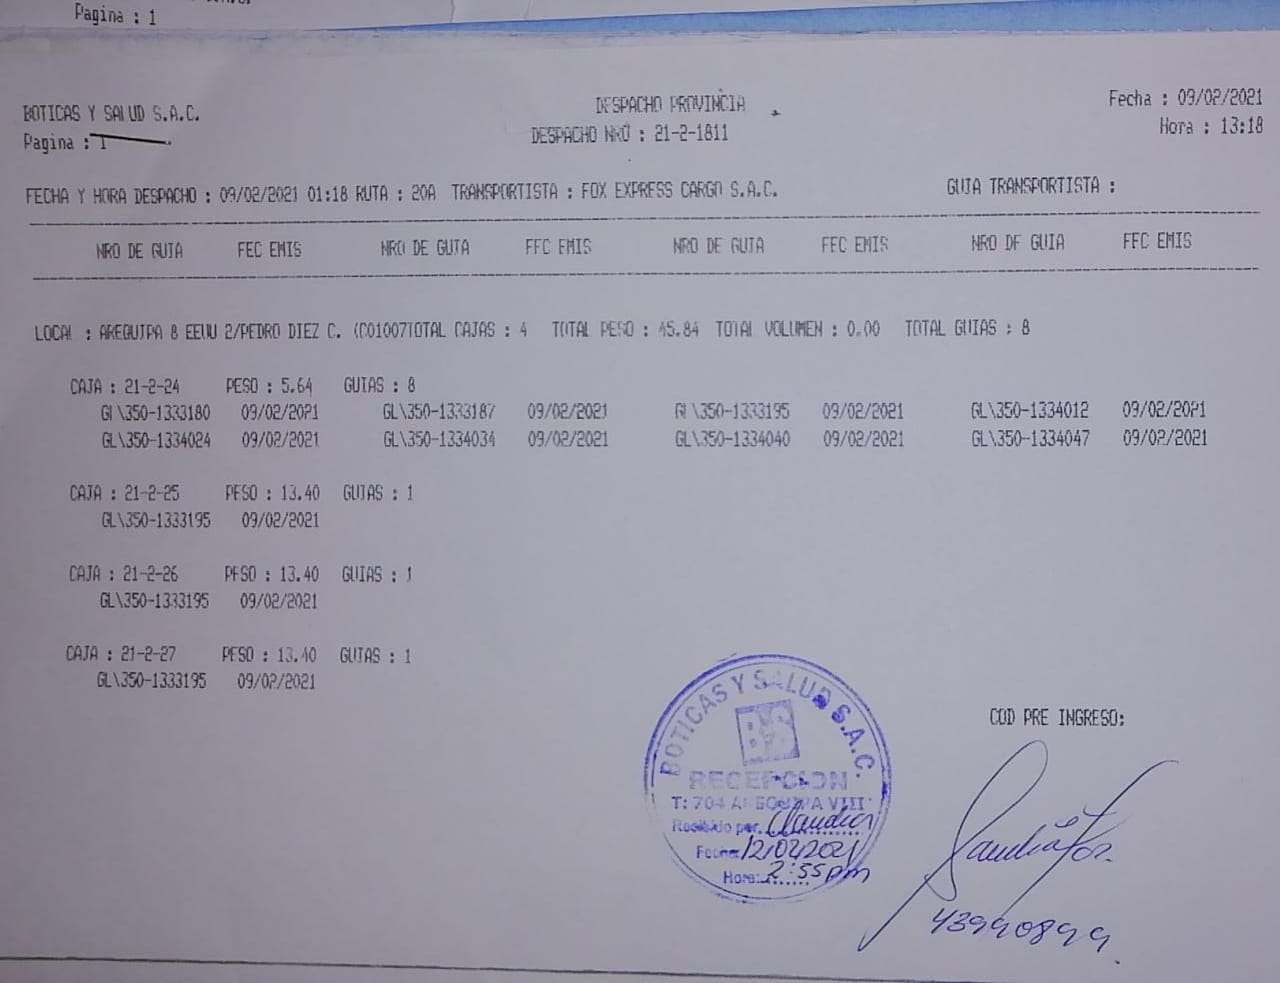 Pagina : 1
BOTICAS Y SALUD S.A.C.
DESPACHO PROVINCIA
Fecha : 09/02/2021
Pagina : 1
DESPACHO NRO : 21-2-1811
Hora : 13:18
FECHA Y HORA DESPACHO : 09/02/2021 01:18 RUTA : 20A TRANSPORTISTA : FOX EXPRESS CARGO S.A.C. GUIA TRANSPORTISTA :
NRO DE GUIA FEC EMIS NRO DE GUIA FEC EMIS NRO DE GUIA FEC EMIS NRO DE GUIA FEC EMIS
LOCAL : AREQUIPA 8 EEUU 2/PEDRO DIEZ C. (C01007TOTAL CAJAS : 4 TOTAL PESO : 45.84 TOTAL VOLUMEN : 0.00 TOTAL GUIAS : 8
CAJA : 21-2-24 PESO : 5.64 GUIAS : 8
GL\350-1333180 09/02/2021 GL\350-1333187 09/02/2021 GL\350-1333195 09/02/2021 GL\350-1334012 09/02/2021
GL\350-1334024 09/02/2021 GL\350-1334034 09/02/2021 GL\350-1334040 09/02/2021 GL\350-1334047 09/02/2021
CAJA : 21-2-25 PESO : 13.40 GUIAS : 1
GL\350-1333195 09/02/2021
CAJA : 21-2-26 PESO : 13.40 GUIAS : 1
GL\350-1333195 09/02/2021
CAJA : 21-2-27 PESO : 13.40 GUIAS : 1
GL\350-1333195 09/02/2021
BOTICAS Y SALUD S.A.C.
B&S
RECEPCION
T: 704 AREQUIPA VIII
Recibido por: Claudia
Fecha: 12/02/2021
Hora: 2:55pm
COD PRE INGRESO:
43990899